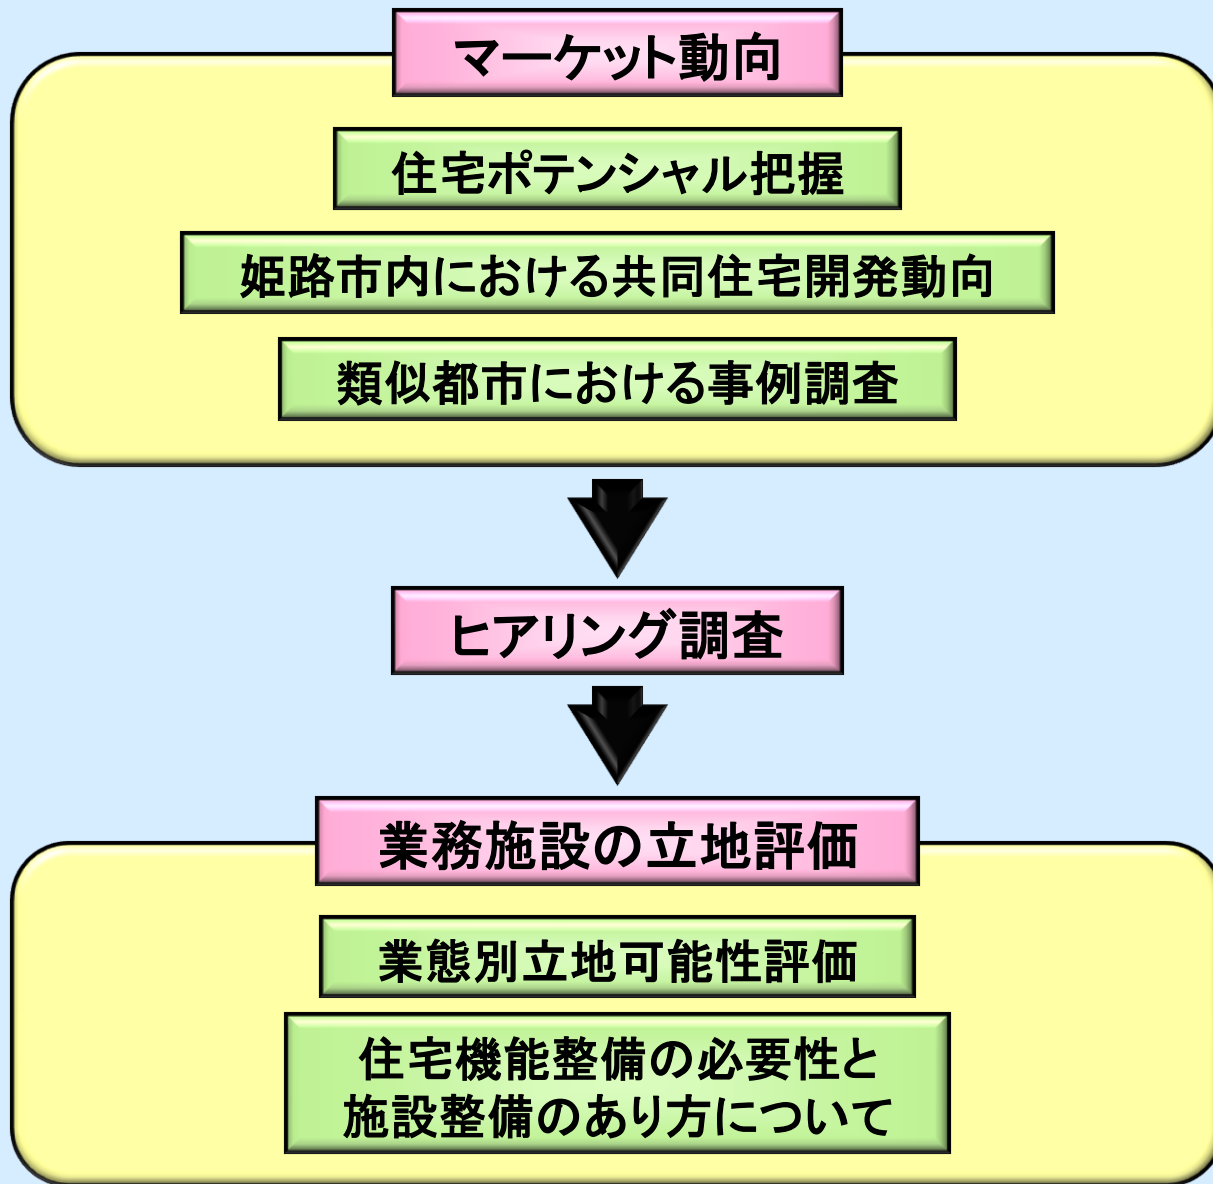 マーケット動向
住宅ポテンシャル把握
姫路市内における共同住宅開発動向
類似都市における事例調査
ヒアリング調査
業務施設の立地評価
業態別立地可能性評価
住宅機能整備の必要性と
施設整備のあり方について